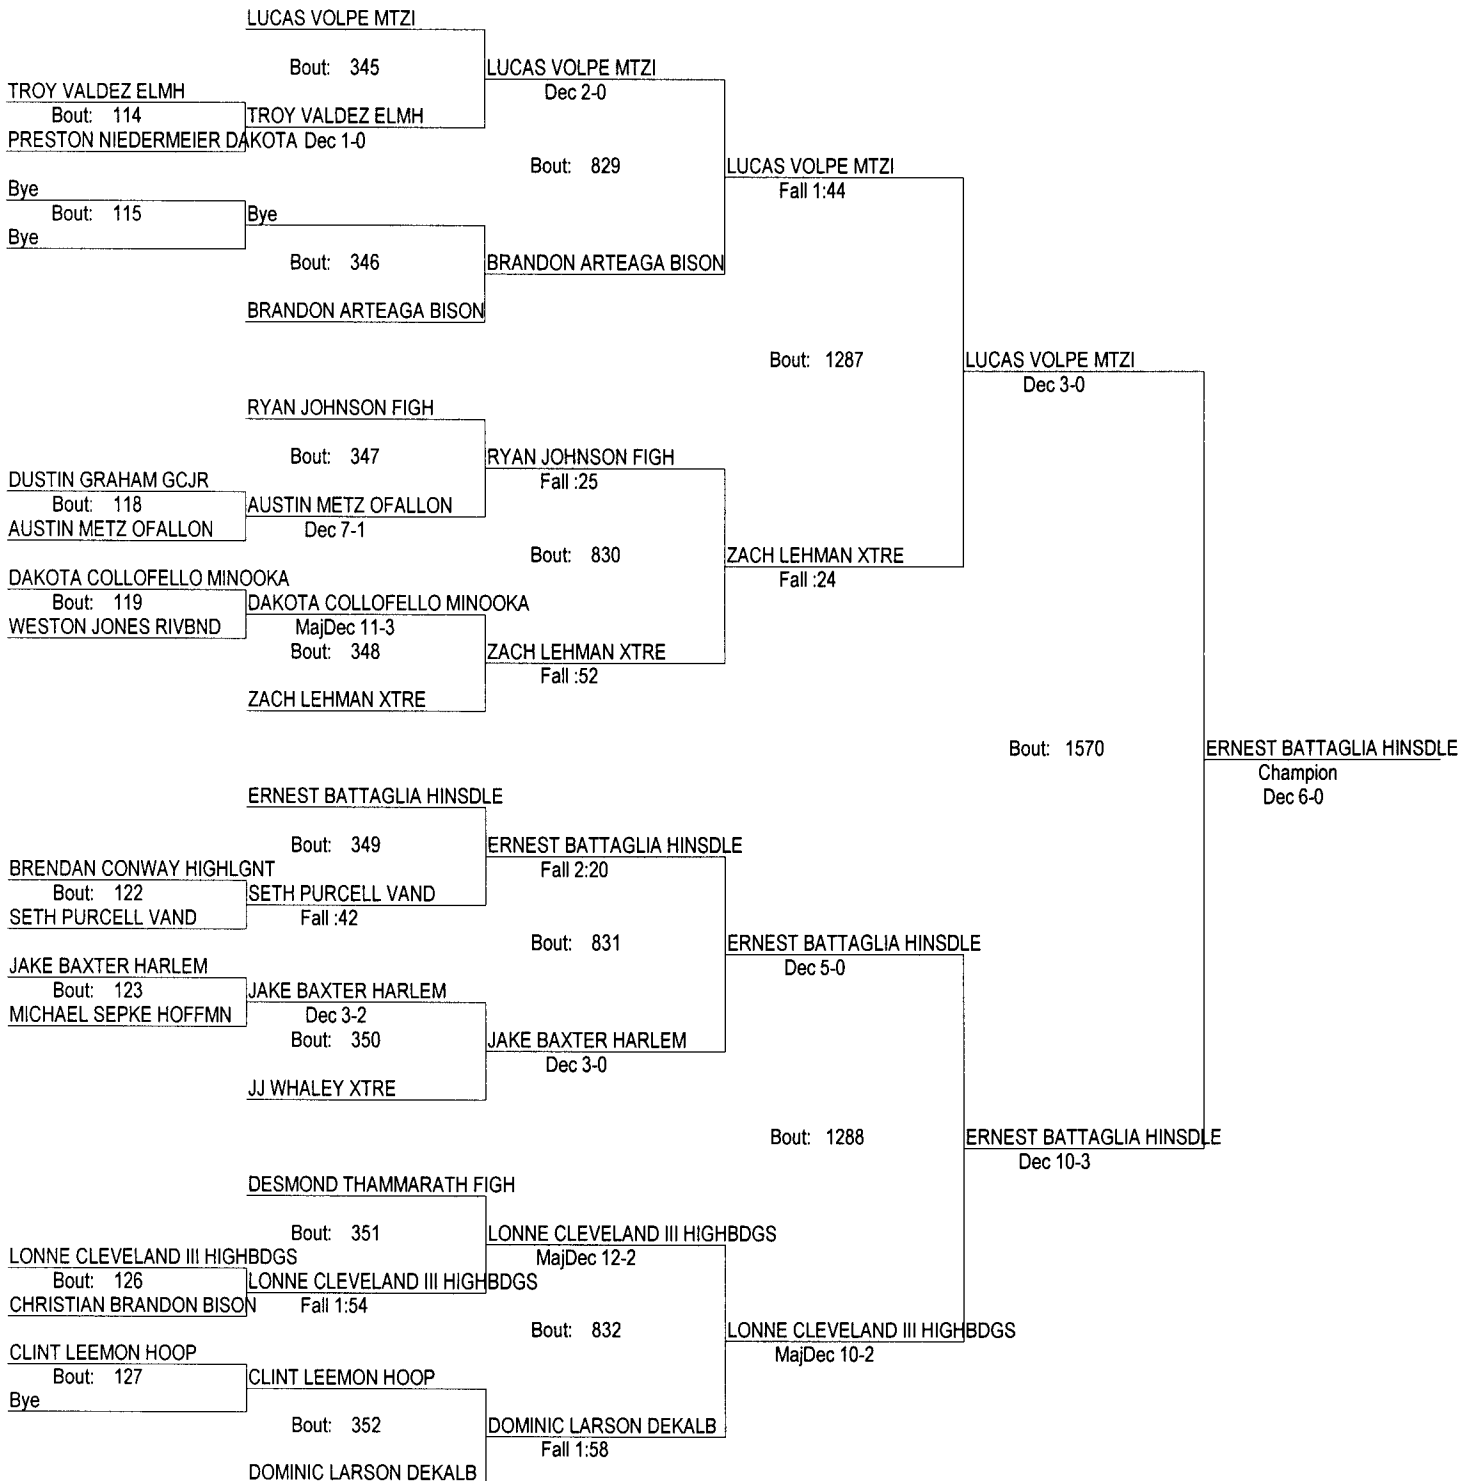 LUCAS VOLPE MTZI
Bout: 345
LUCAS VOLPE MTZI
Dec 2-0
TROY VALDEZ ELMH
Bout: 114
TROY VALDEZ ELMH
PRESTON NIEDERMEIER DAKOTA Dec 1-0
Bout: 829
LUCAS VOLPE MTZI
Fall 1:44
Bye
Bout: 115
Bye
Bye
Bout: 346
BRANDON ARTEAGA BISON
BRANDON ARTEAGA BISON
Bout: 1287
LUCAS VOLPE MTZI
Dec 3-0
RYAN JOHNSON FIGH
Bout: 347
RYAN JOHNSON FIGH
Fall :25
DUSTIN GRAHAM GCJR
Bout: 118
AUSTIN METZ OFALLON
AUSTIN METZ OFALLON
Dec 7-1
Bout: 830
ZACH LEHMAN XTRE
Fall :24
DAKOTA COLLOFELLO MINOOKA
Bout: 119
DAKOTA COLLOFELLO MINOOKA
WESTON JONES RIVBND
MajDec 11-3
Bout: 348
ZACH LEHMAN XTRE
Fall :52
ZACH LEHMAN XTRE
Bout: 1570
ERNEST BATTAGLIA HINSDLE
Champion
Dec 6-0
ERNEST BATTAGLIA HINSDLE
Bout: 349
ERNEST BATTAGLIA HINSDLE
Fall 2:20
BRENDAN CONWAY HIGHLGNT
Bout: 122
SETH PURCELL VAND
SETH PURCELL VAND
Fall :42
Bout: 831
ERNEST BATTAGLIA HINSDLE
Dec 5-0
JAKE BAXTER HARLEM
Bout: 123
JAKE BAXTER HARLEM
MICHAEL SEPKE HOFFMN
Dec 3-2
Bout: 350
JAKE BAXTER HARLEM
Dec 3-0
JJ WHALEY XTRE
Bout: 1288
ERNEST BATTAGLIA HINSDLE
Dec 10-3
DESMOND THAMMARATH FIGH
Bout: 351
LONNE CLEVELAND III HIGHBDGS
MajDec 12-2
LONNE CLEVELAND III HIGHBDGS
Bout: 126
LONNE CLEVELAND III HIGHBDGS
CHRISTIAN BRANDON BISON
Fall 1:54
Bout: 832
LONNE CLEVELAND III HIGHBDGS
MajDec 10-2
CLINT LEEMON HOOP
Bout: 127
CLINT LEEMON HOOP
Bye
Bout: 352
DOMINIC LARSON DEKALB
Fall 1:58
DOMINIC LARSON DEKALB